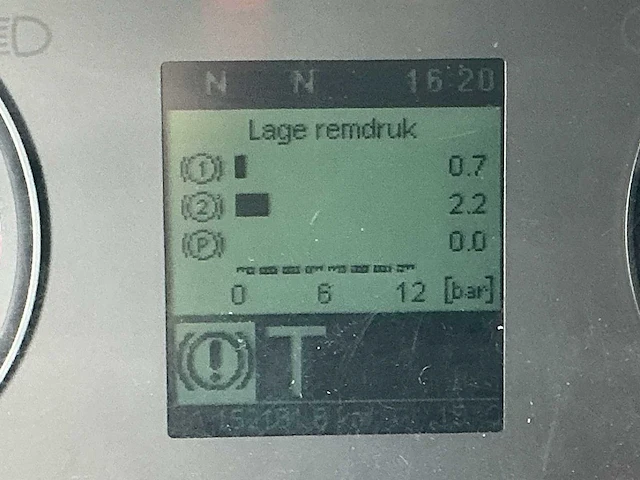 N N 16:20
Lage remdruk
(1) 0.7
(2) 2.2
(P) 0.0
0 6 12 [bar]
T